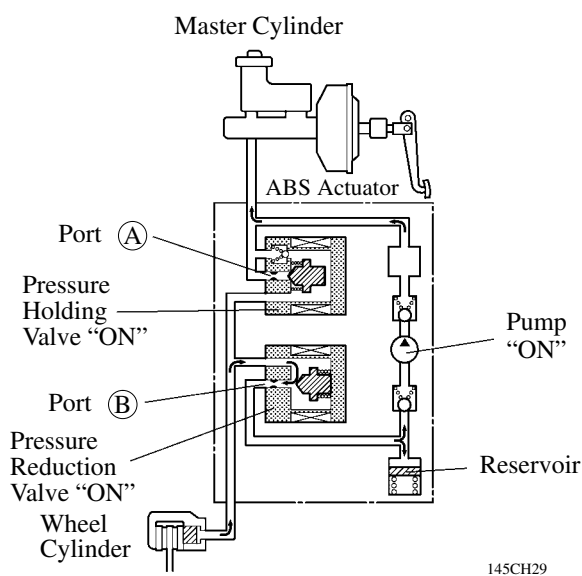 Master Cylinder
ABS Actuator
Port A
Pressure
Holding
Valve “ON”
Pump
“ON”
Port B
Pressure
Reduction
Valve “ON”
Reservoir
Wheel
Cylinder
145CH29